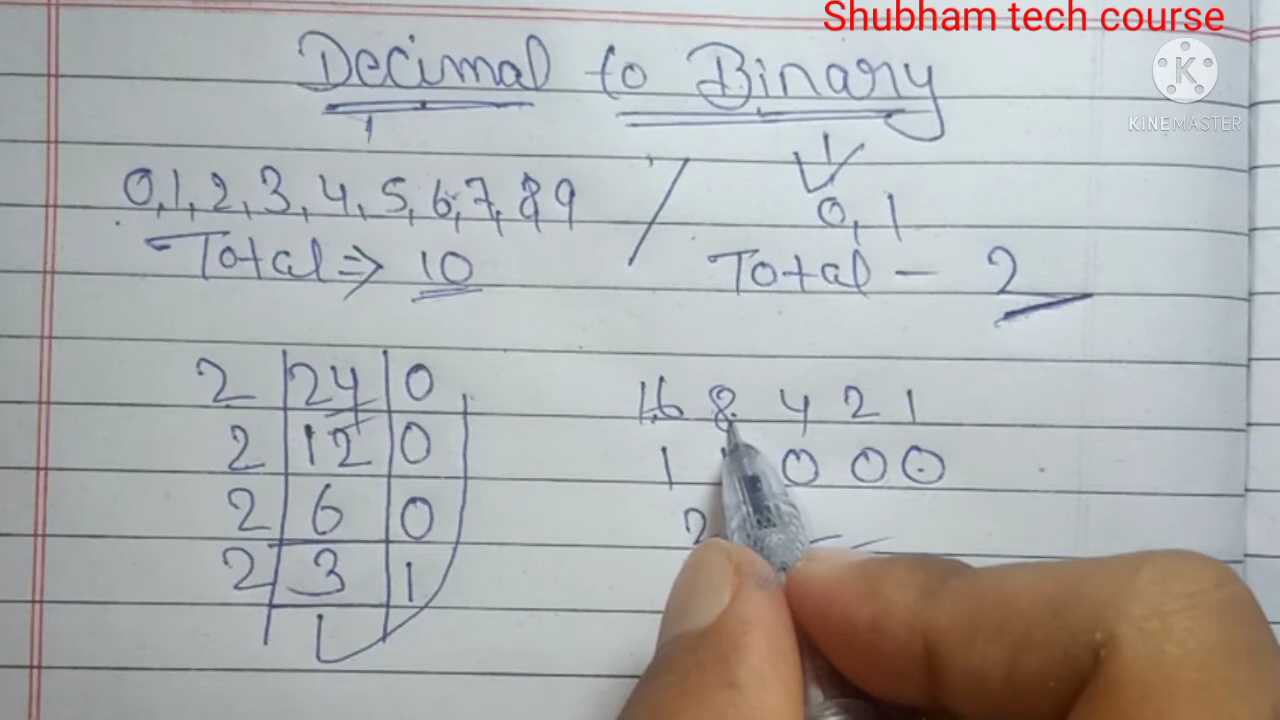 Shubham tech course
KINEMASTER
Decimal to Binary
0,1,2,3,4,5,6,7,8,9 / 0,1
Total ⇒ 10 Total - 2
2 24 0 16 8 4 2 1
2 12 0 1 0 0 0
2 6 0 2
2 3 1
1